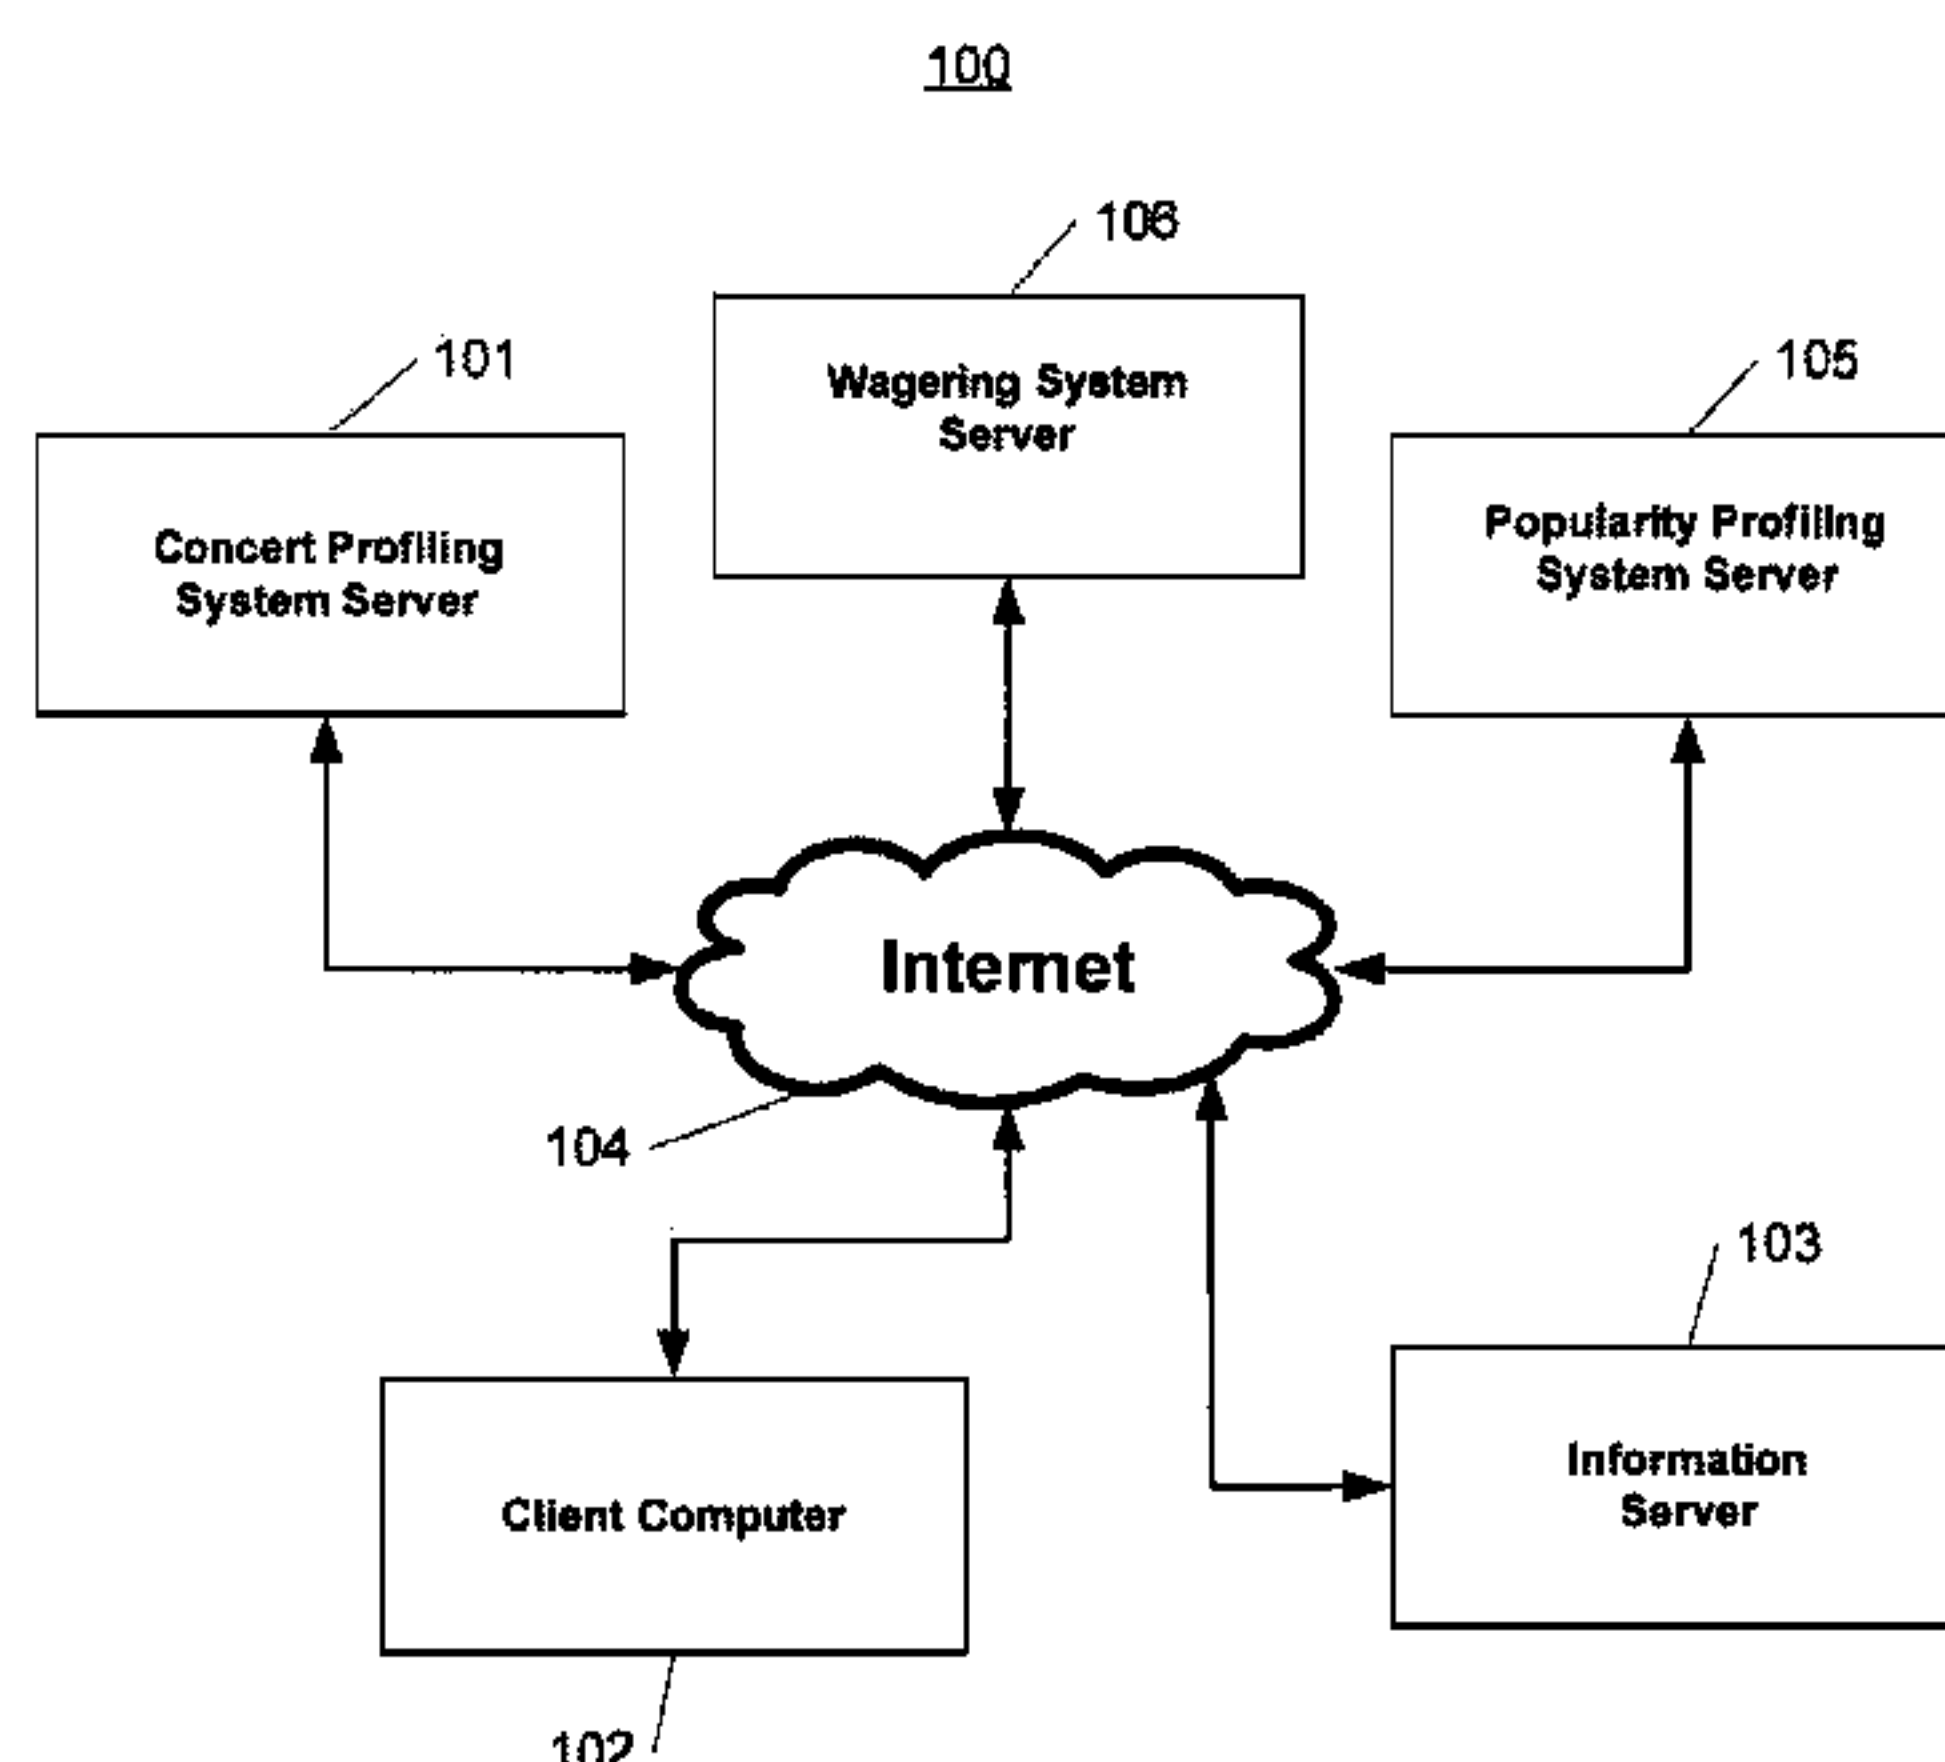 100
106
101
105
Wagering System
Server
Concert Profiling
System Server
Popularity Profiling
System Server
Internet
104
103
Client Computer
Information
Server
102